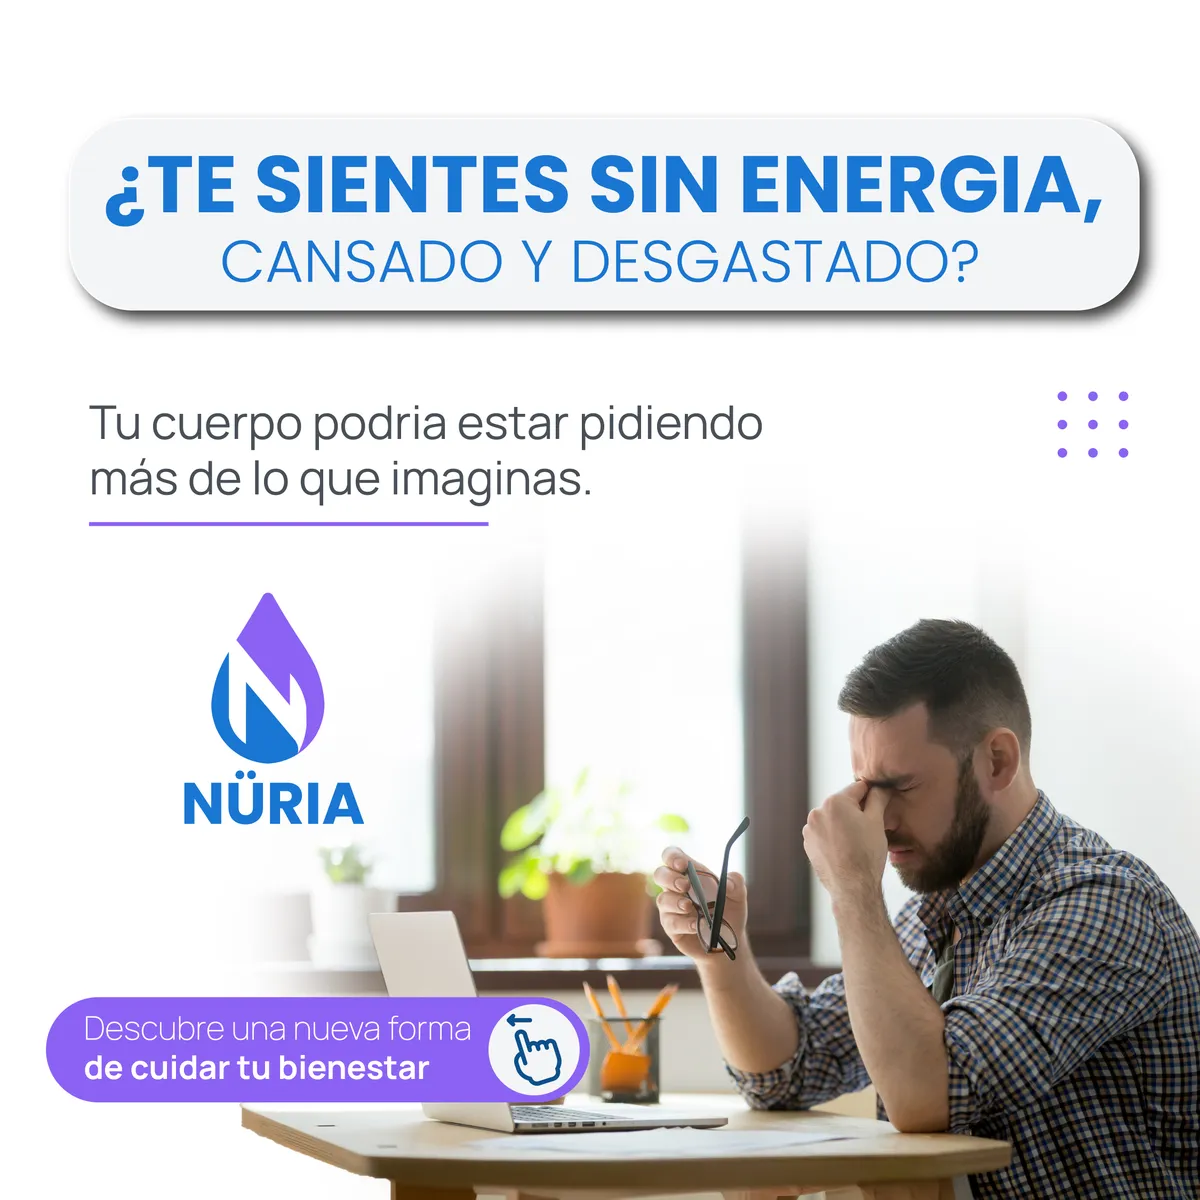 ¿TE SIENTES SIN ENERGIA,
CANSADO Y DESGASTADO?
Tu cuerpo podria estar pidiendo
más de lo que imaginas.
NÜRIA
Descubre una nueva forma
de cuidar tu bienestar